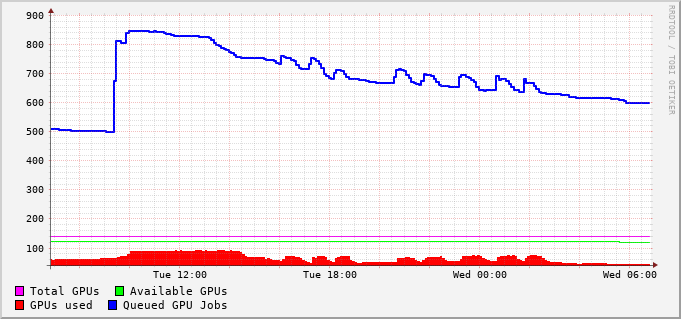 900
800
700
600
500
400
300
200
100
Tue 12:00 Tue 18:00 Wed 00:00 Wed 06:00
Total GPUs Available GPUs
GPUs used Queued GPU Jobs
RRDTOOL / TOBI OETIKER